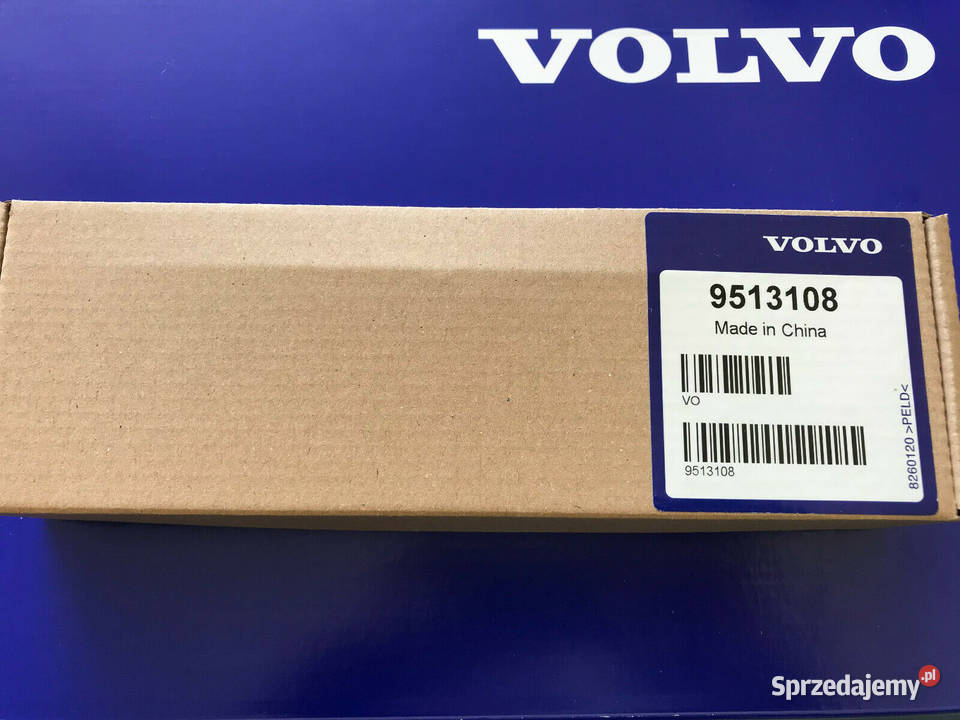 VOLVO
VOLVO
9513108
Made in China
VO
9513108
8260120 >PELD<
Sprzedajemy.pl